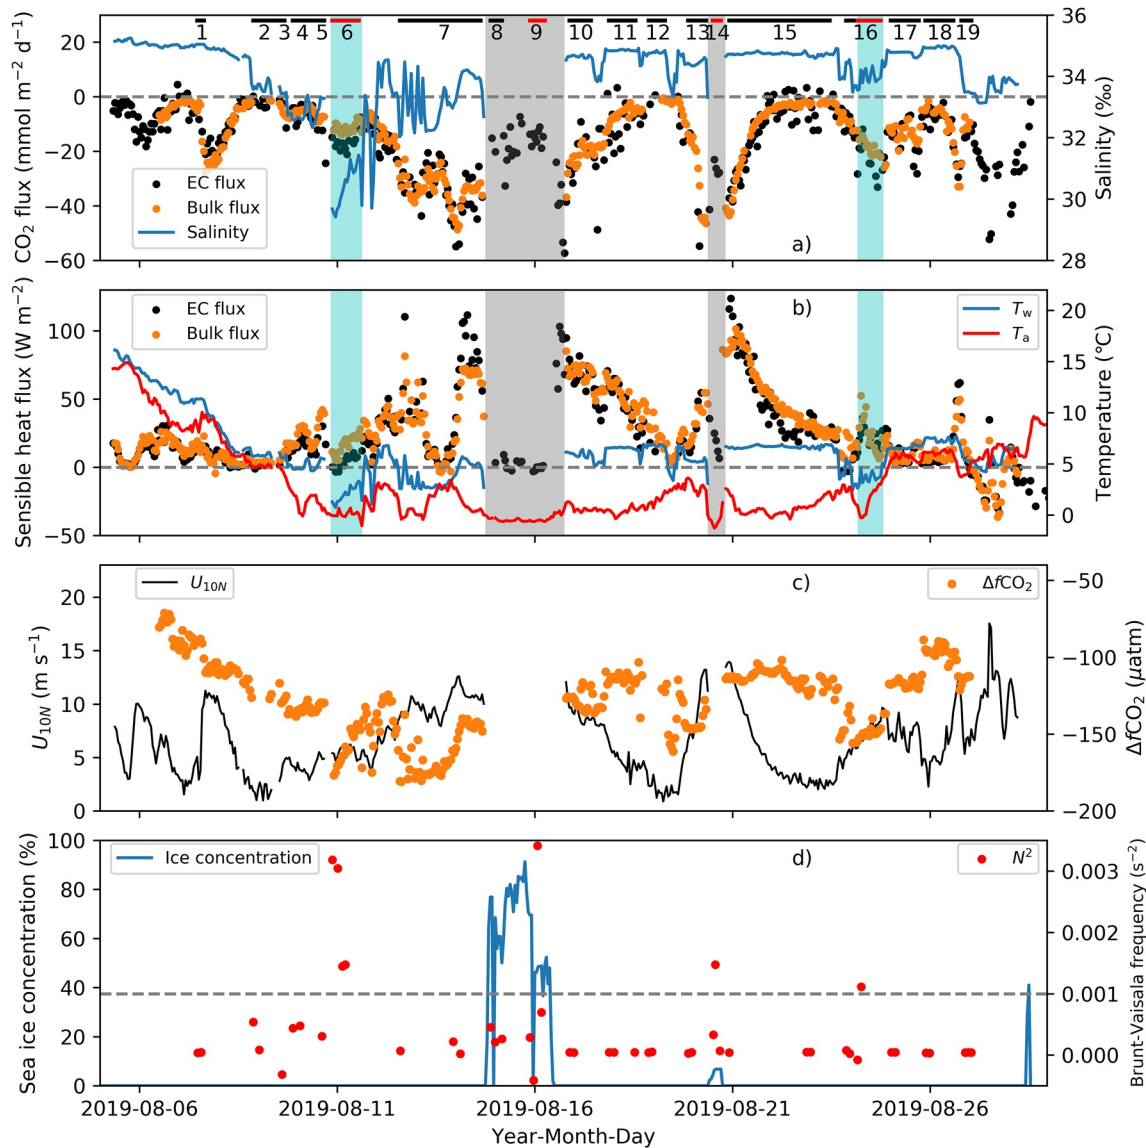 1 2 3 4 5 6 7 8 9 10 11 12 13 14 15 16 17 18 19
CO₂ flux (mmol m⁻² d⁻¹)
20
0
−20
−40
−60
EC flux
Bulk flux
Salinity
a)
36
34
32
30
28
Salinity (‰)
Sensible heat flux (W m⁻²)
100
50
0
−50
EC flux
Bulk flux
b)
T_w
T_a
20
15
10
5
0
Temperature (°C)
U_10N (m s⁻¹)
20
15
10
5
0
U_10N
c)
ΔfCO₂
−50
−100
−150
−200
ΔfCO₂ (μatm)
Sea ice concentration (%)
100
80
60
40
20
0
Ice concentration
d)
N²
0.003
0.002
0.001
0.000
Brunt-Vaisala frequency (s⁻²)
2019-08-06 2019-08-11 2019-08-16 2019-08-21 2019-08-26
Year-Month-Day